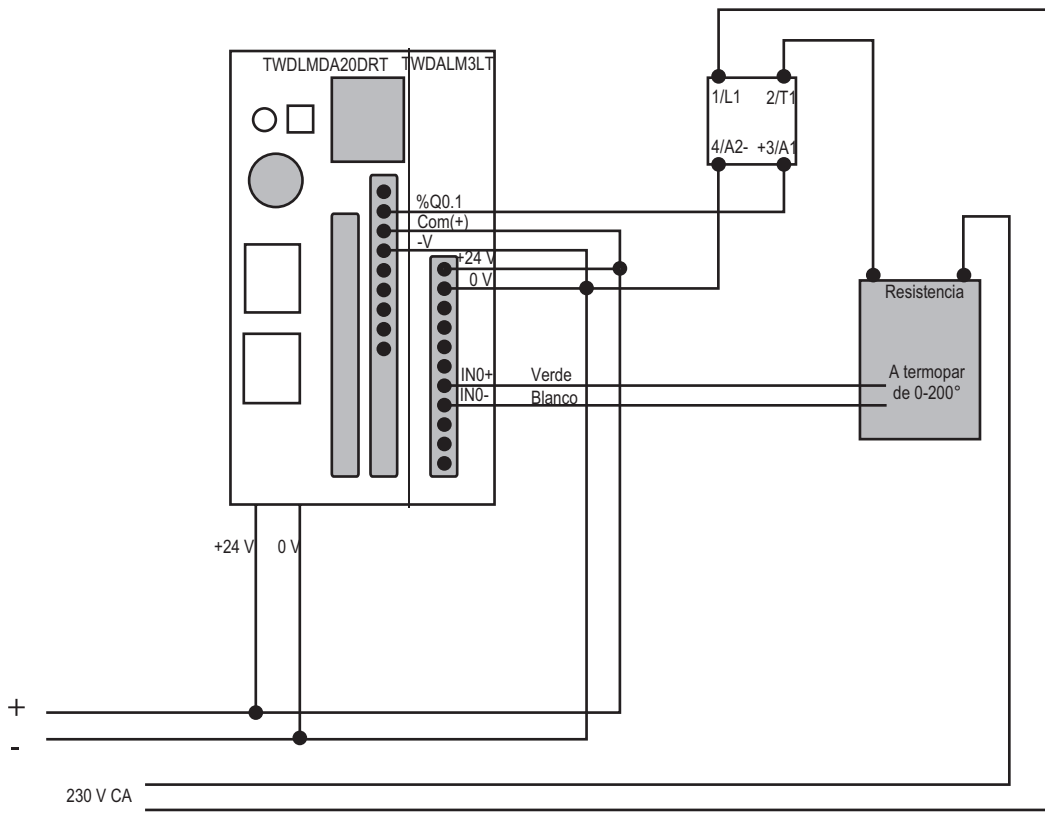 TWDLMDA20DRT
TWDALM3LT
1/L1
2/T1
4/A2-
+3/A1
%Q0.1
Com(+)
-V
+24 V
0 V
Resistencia
IN0+
Verde
A termopar
de 0-200°
IN0-
Blanco
+24 V
0 V
+
-
230 V CA